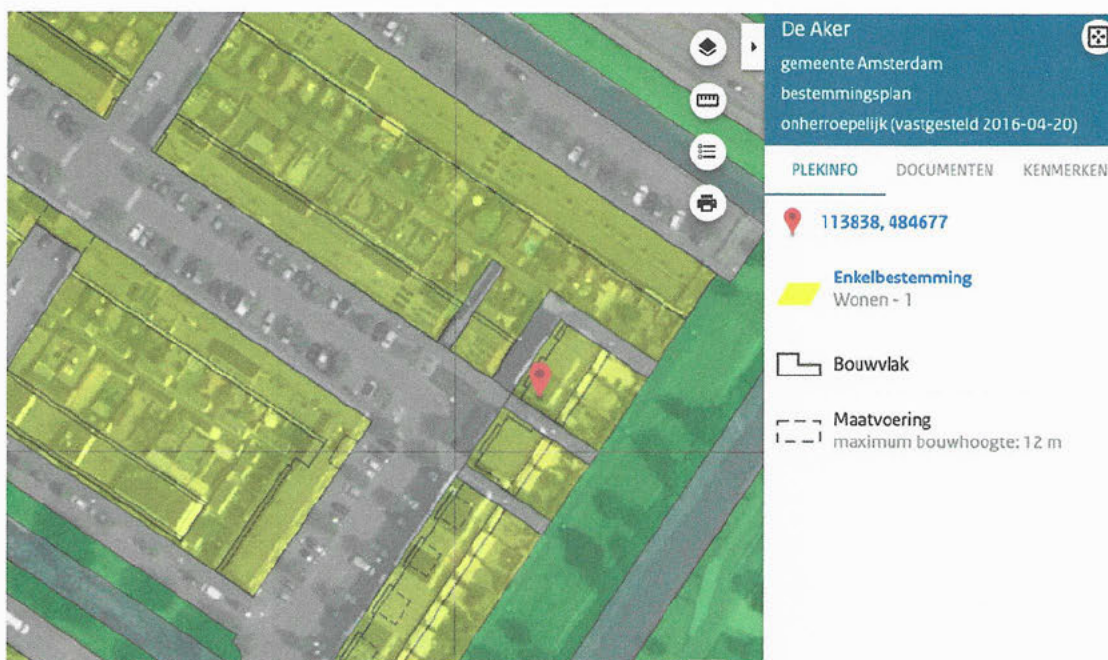 De Aker
gemeente Amsterdam
bestemmingsplan
onherroepelijk (vastgesteld 2016-04-20)
PLEKINFO DOCUMENTEN KENMERKEN
113838, 484677
Enkelbestemming
Wonen - 1
Bouwvlak
Maatvoering
maximum bouwhoogte: 12 m